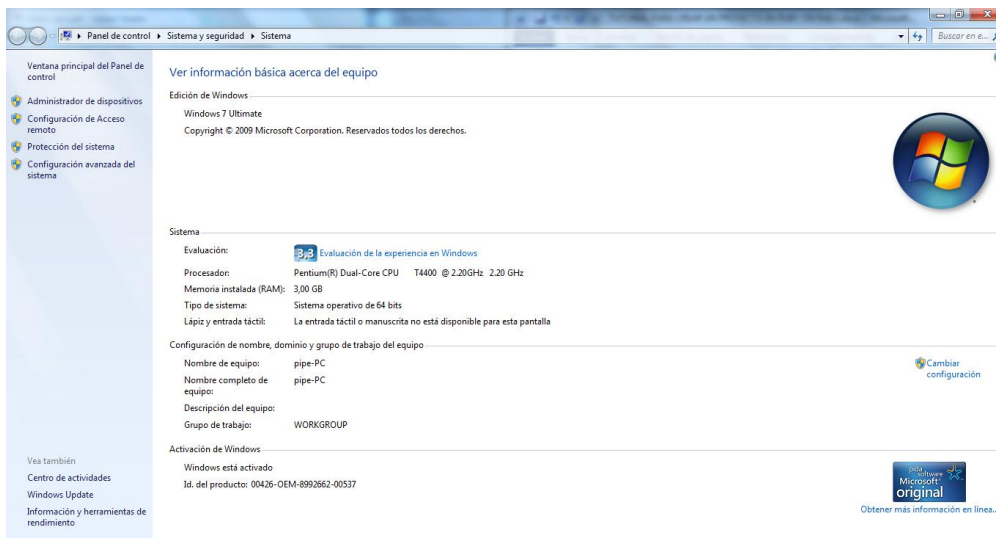 Panel de control ▸ Sistema y seguridad ▸ Sistema
Buscar en e...
Ventana principal del Panel de
control
Administrador de dispositivos
Configuración de Acceso
remoto
Protección del sistema
Configuración avanzada del
sistema
Vea también
Centro de actividades
Windows Update
Información y herramientas de
rendimiento
Ver información básica acerca del equipo
Edición de Windows
Windows 7 Ultimate
Copyright © 2009 Microsoft Corporation. Reservados todos los derechos.
Sistema
Evaluación: 3,3 Evaluación de la experiencia en Windows
Procesador: Pentium(R) Dual-Core CPU T4400 @ 2.20GHz 2.20 GHz
Memoria instalada (RAM): 3,00 GB
Tipo de sistema: Sistema operativo de 64 bits
Lápiz y entrada táctil: La entrada táctil o manuscrita no está disponible para esta pantalla
Configuración de nombre, dominio y grupo de trabajo del equipo
Nombre de equipo: pipe-PC
Nombre completo de pipe-PC
equipo:
Descripción del equipo:
Grupo de trabajo: WORKGROUP
Cambiar
configuración
Activación de Windows
Windows está activado
Id. del producto: 00426-OEM-8992662-00537
pida
software
Microsoft
original
Obtener más información en línea...